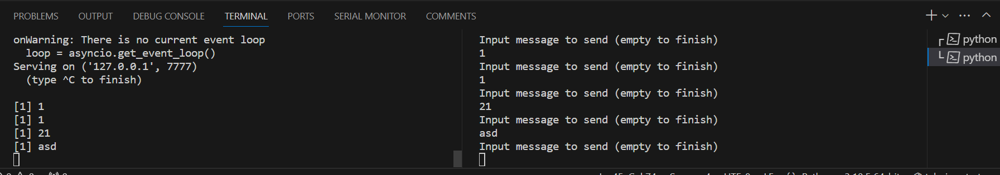 PROBLEMS OUTPUT DEBUG CONSOLE TERMINAL PORTS SERIAL MONITOR COMMENTS
onWarning: There is no current event loop
loop = asyncio.get_event_loop()
Serving on ('127.0.0.1', 7777)
(type ^C to finish)
[1] 1
[1] 1
[1] 21
[1] asd
Input message to send (empty to finish)
1
Input message to send (empty to finish)
1
Input message to send (empty to finish)
21
Input message to send (empty to finish)
asd
Input message to send (empty to finish)
python
python